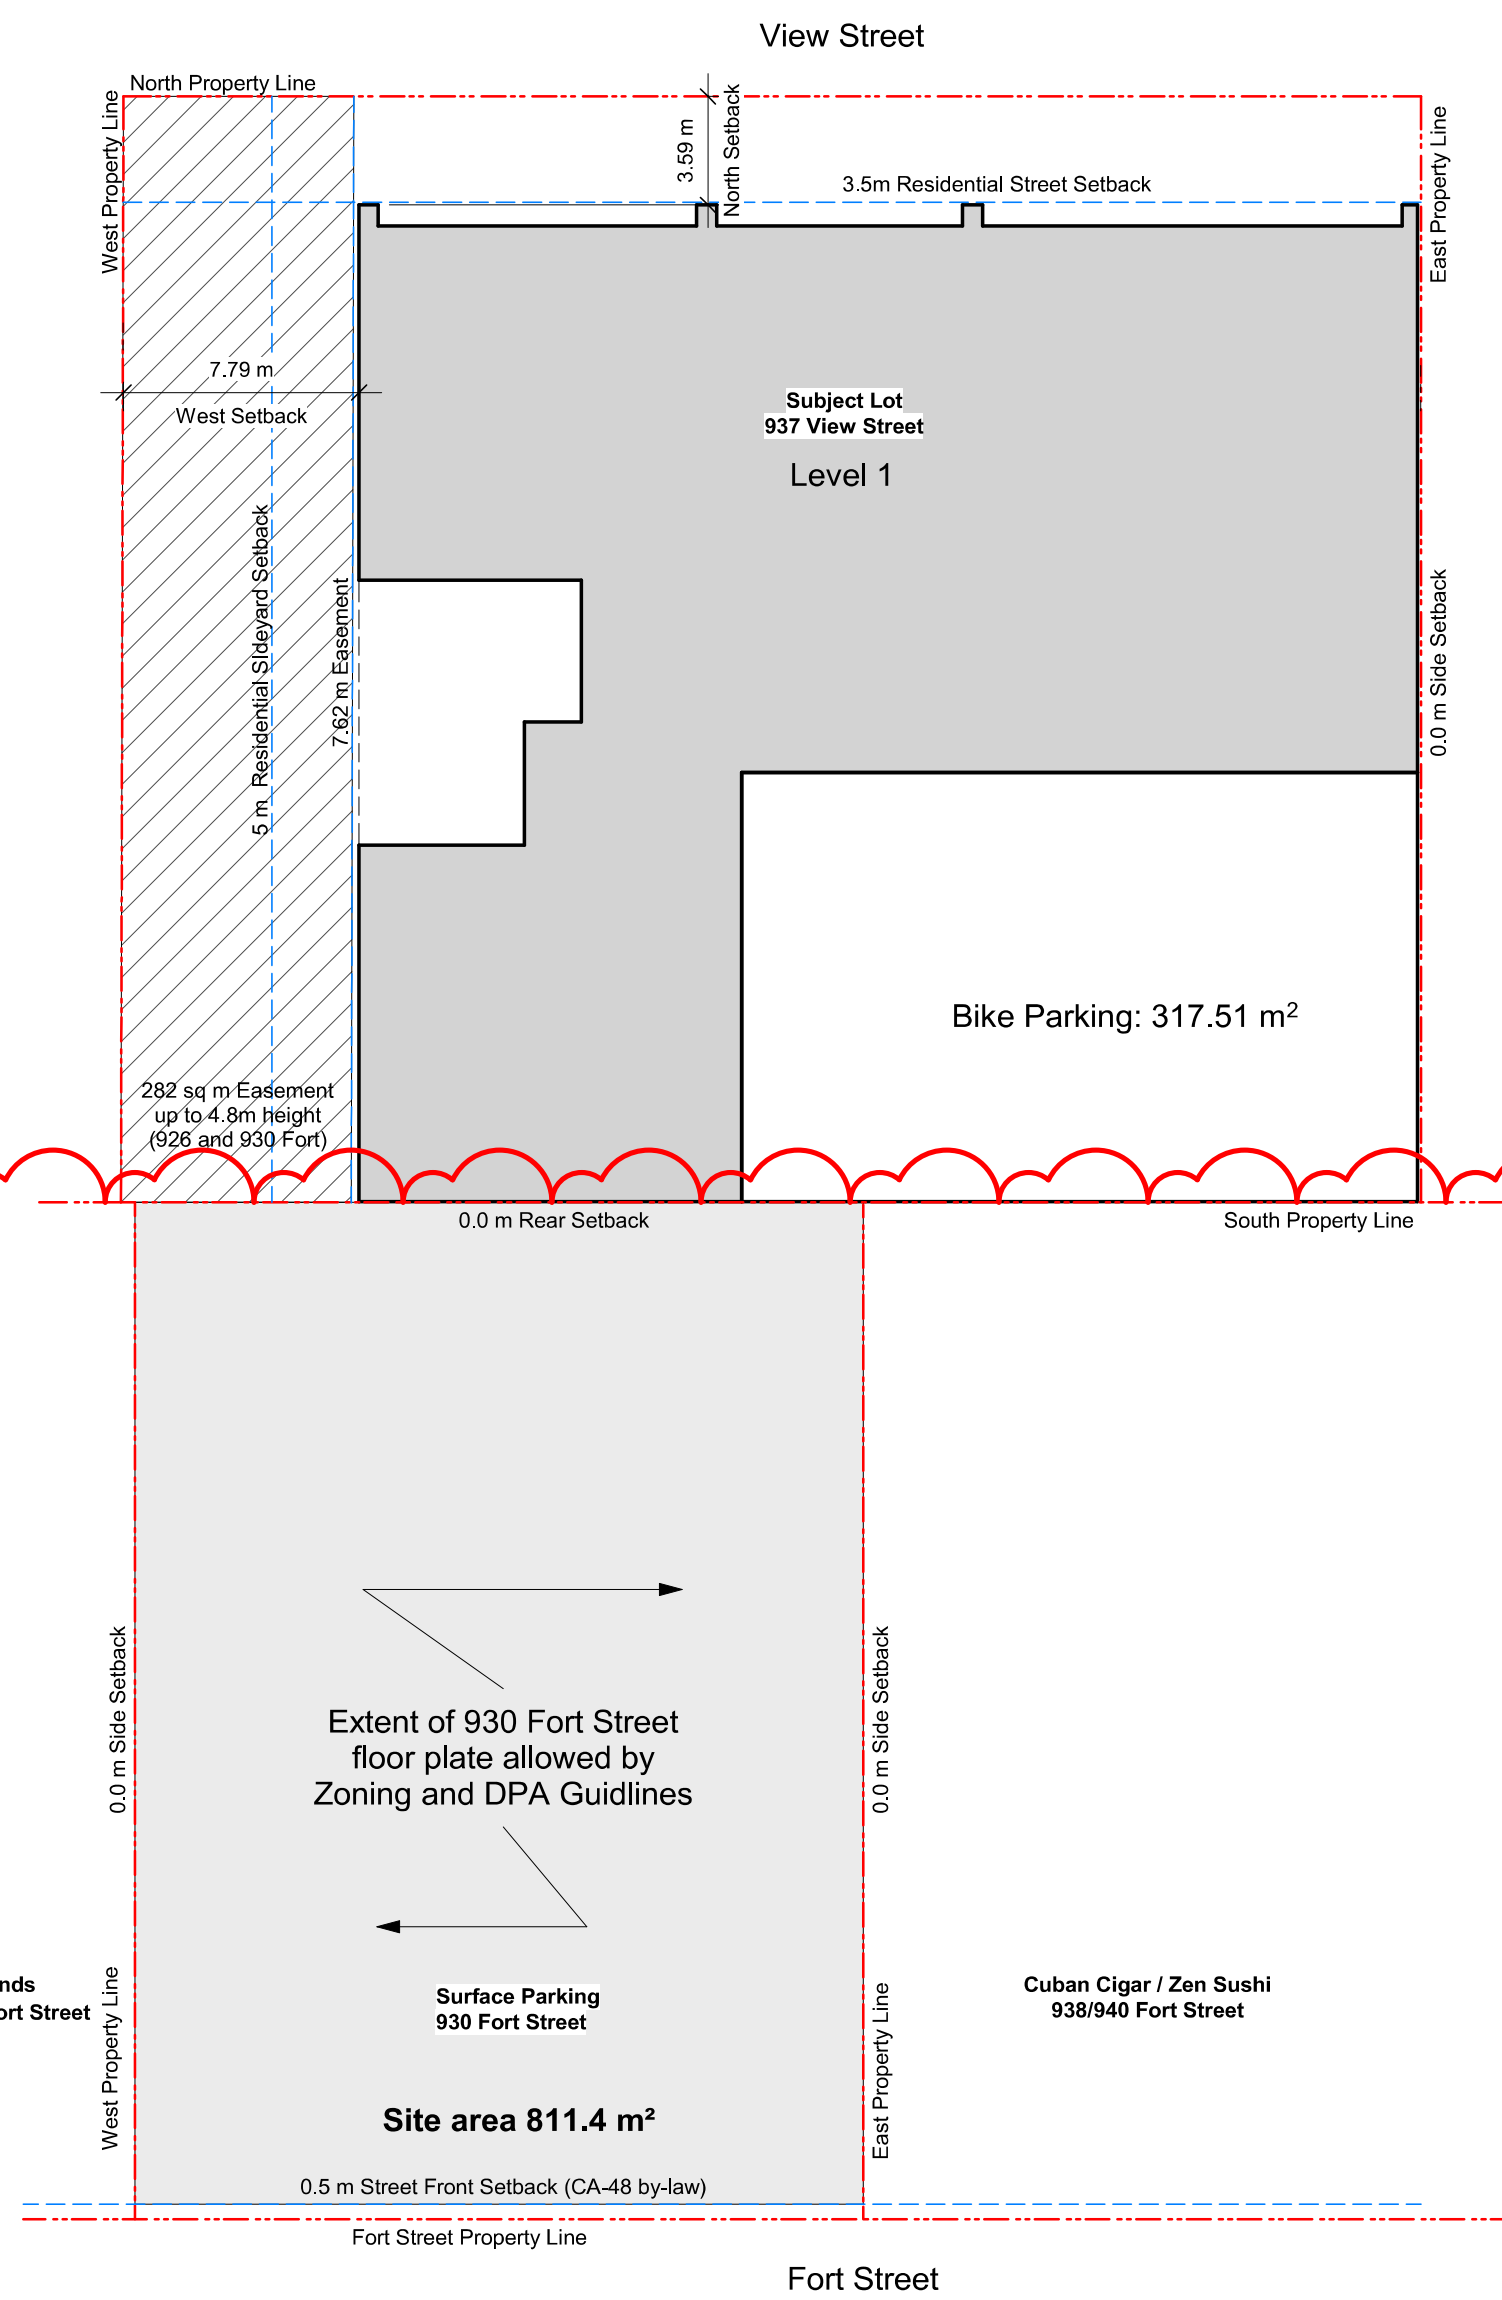 View Street
North Property Line
West Property Line
3.59 m
North Setback
East Property Line
3.5m Residential Street Setback
7.79 m
West Setback
Subject Lot
937 View Street
Level 1
5 m  Residential Sideyard Setback
7.62 m Easement
0.0 m Side Setback
Bike Parking: 317.51 m²
282 sq m Easement
up to 4.8m height
(926 and 930 Fort)
0.0 m Rear Setback
South Property Line
0.0 m Side Setback
0.0 m Side Setback
Extent of 930 Fort Street
floor plate allowed by
Zoning and DPA Guidlines
nds
ort Street
West Property Line
Surface Parking
930 Fort Street
East Property Line
Cuban Cigar / Zen Sushi
938/940 Fort Street
Site area 811.4 m²
0.5 m Street Front Setback (CA-48 by-law)
Fort Street Property Line
Fort Street